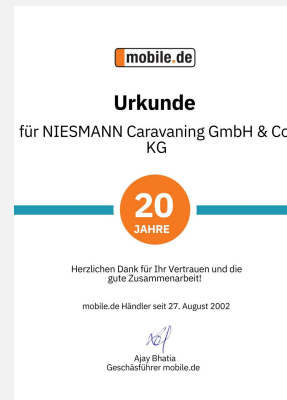 mobile.de
Urkunde
für NIESMANN Caravaning GmbH & Co
KG
20
JAHRE
Herzlichen Dank für Ihr Vertrauen und die
gute Zusammenarbeit!
mobile.de Händler seit 27. August 2002
Ajay Bhatia
Geschäsführer mobile.de